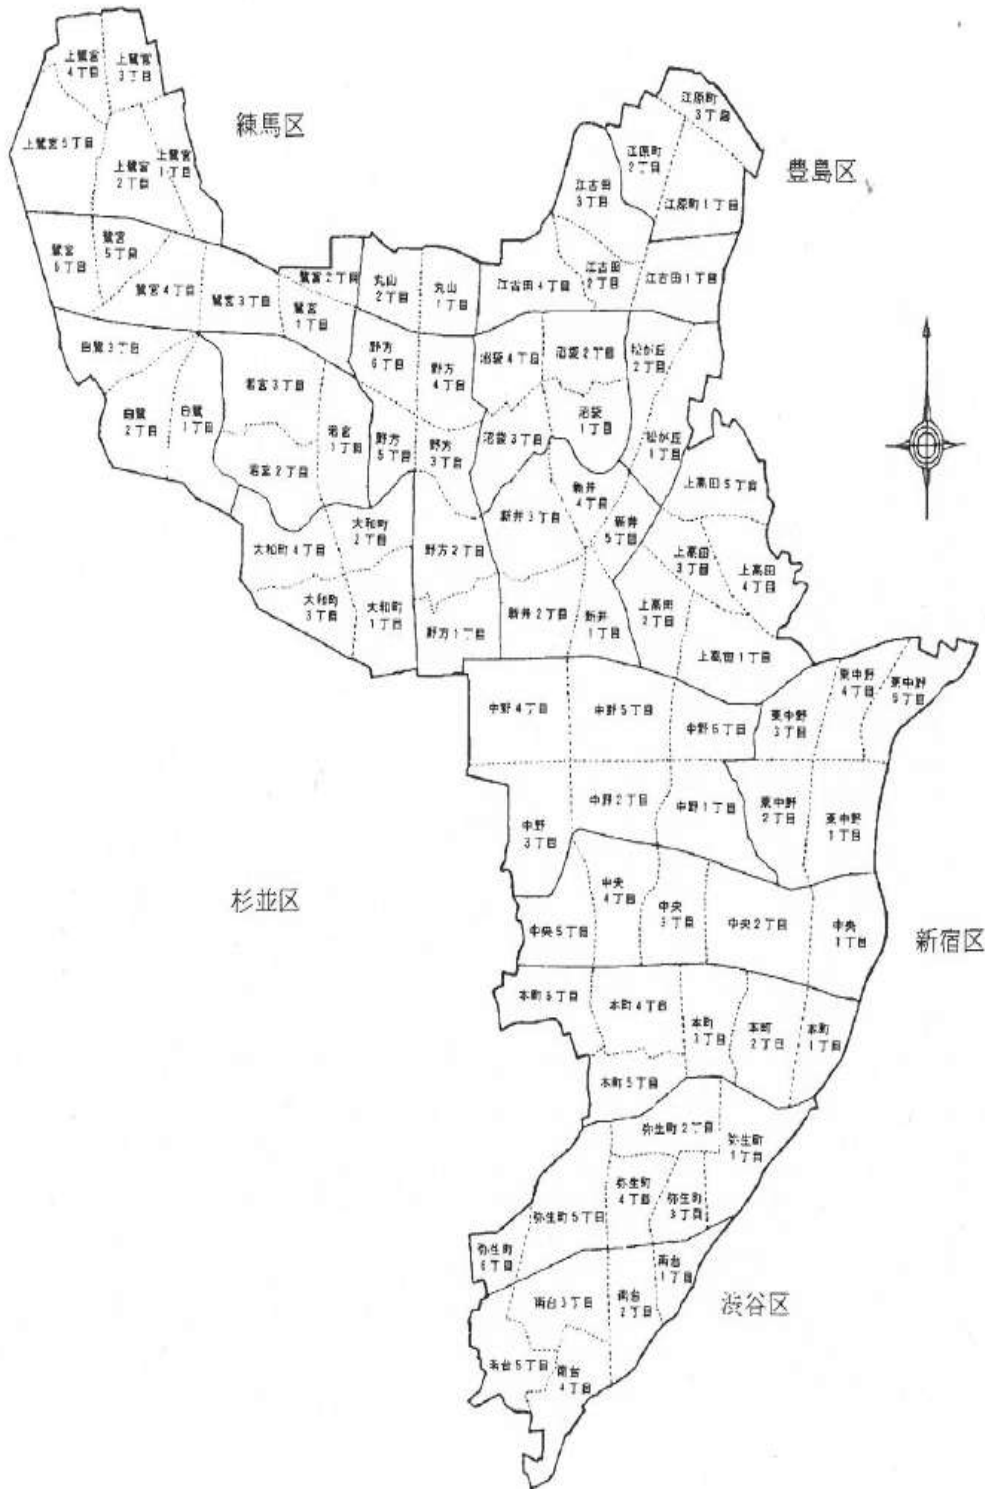 上鷺宮
4丁目
上鷺宮
3丁目
上鷺宮5丁目
上鷺宮
2丁目
上鷺宮
1丁目
練馬区
江原町
3丁目
江原町
2丁目
江原町1丁目
豊島区
江古田
3丁目
江古田
2丁目
江古田4丁目
江古田1丁目
鷺宮
6丁目
鷺宮
5丁目
鷺宮4丁目
鷺宮3丁目
鷺宮2丁目
鷺宮
1丁目
丸山
2丁目
丸山
1丁目
白鷺3丁目
白鷺
2丁目
白鷺
1丁目
若宮3丁目
若宮
1丁目
若宮2丁目
野方
6丁目
野方
4丁目
野方
5丁目
野方
3丁目
沼袋4丁目
沼袋2丁目
沼袋3丁目
沼袋
1丁目
松が丘
2丁目
松が丘
1丁目
新井
4丁目
新井3丁目
新井
5丁目
上高田5丁目
上高田
3丁目
上高田
4丁目
上高田
2丁目
上高田1丁目
大和町
2丁目
大和町4丁目
大和町
3丁目
大和町
1丁目
野方2丁目
野方1丁目
新井2丁目
新井
1丁目
中野4丁目
中野5丁目
中野6丁目
東中野
3丁目
東中野
4丁目
東中野
5丁目
中野
3丁目
中野2丁目
中野1丁目
東中野
2丁目
東中野
1丁目
杉並区
中央
4丁目
中央5丁目
中央
3丁目
中央2丁目
中央
1丁目
新宿区
本町6丁目
本町4丁目
本町
3丁目
本町
2丁目
本町
1丁目
本町5丁目
弥生町2丁目
弥生町
1丁目
弥生町
4丁目
弥生町
3丁目
弥生町5丁目
弥生町
6丁目
南台
1丁目
南台
2丁目
南台3丁目
南台5丁目
南台
4丁目
渋谷区